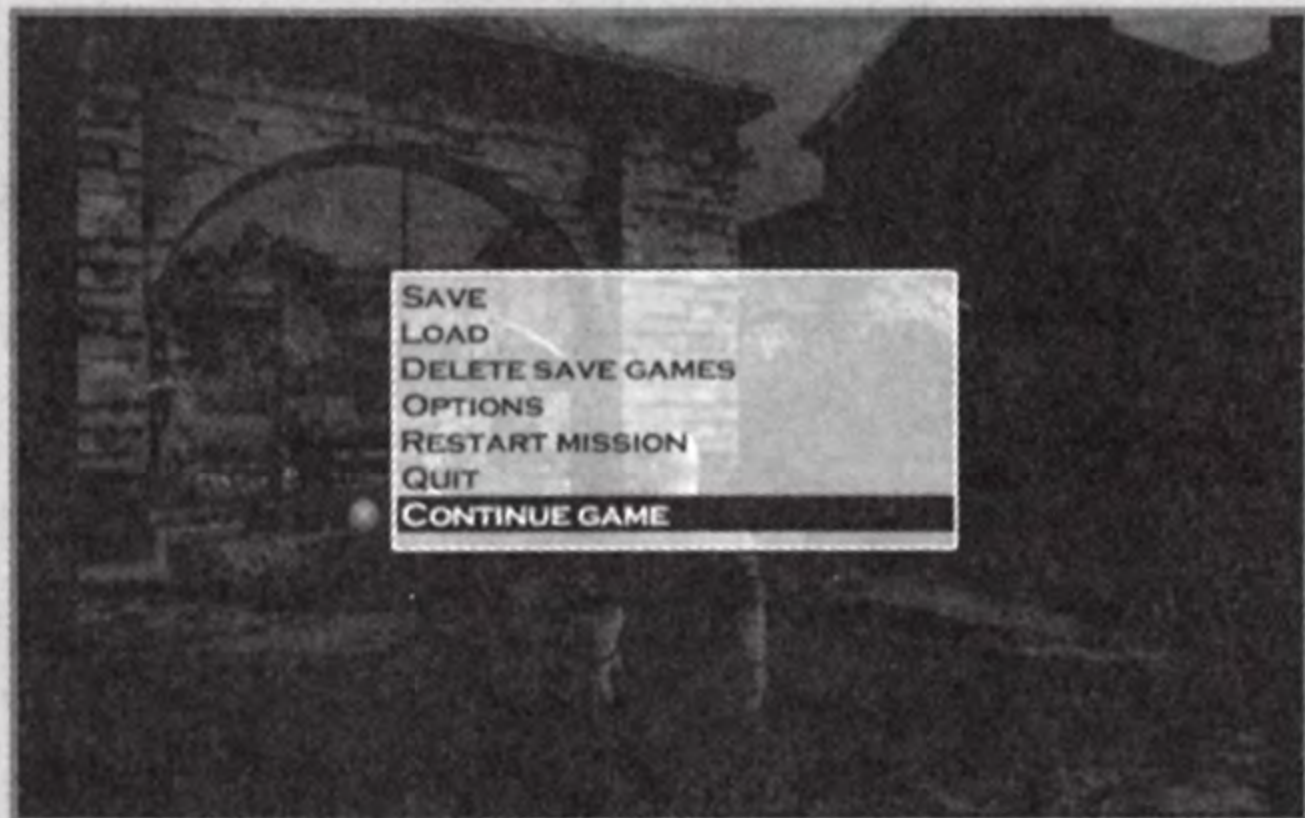 SAVE
LOAD
DELETE SAVE GAMES
OPTIONS
RESTART MISSION
QUIT
CONTINUE GAME